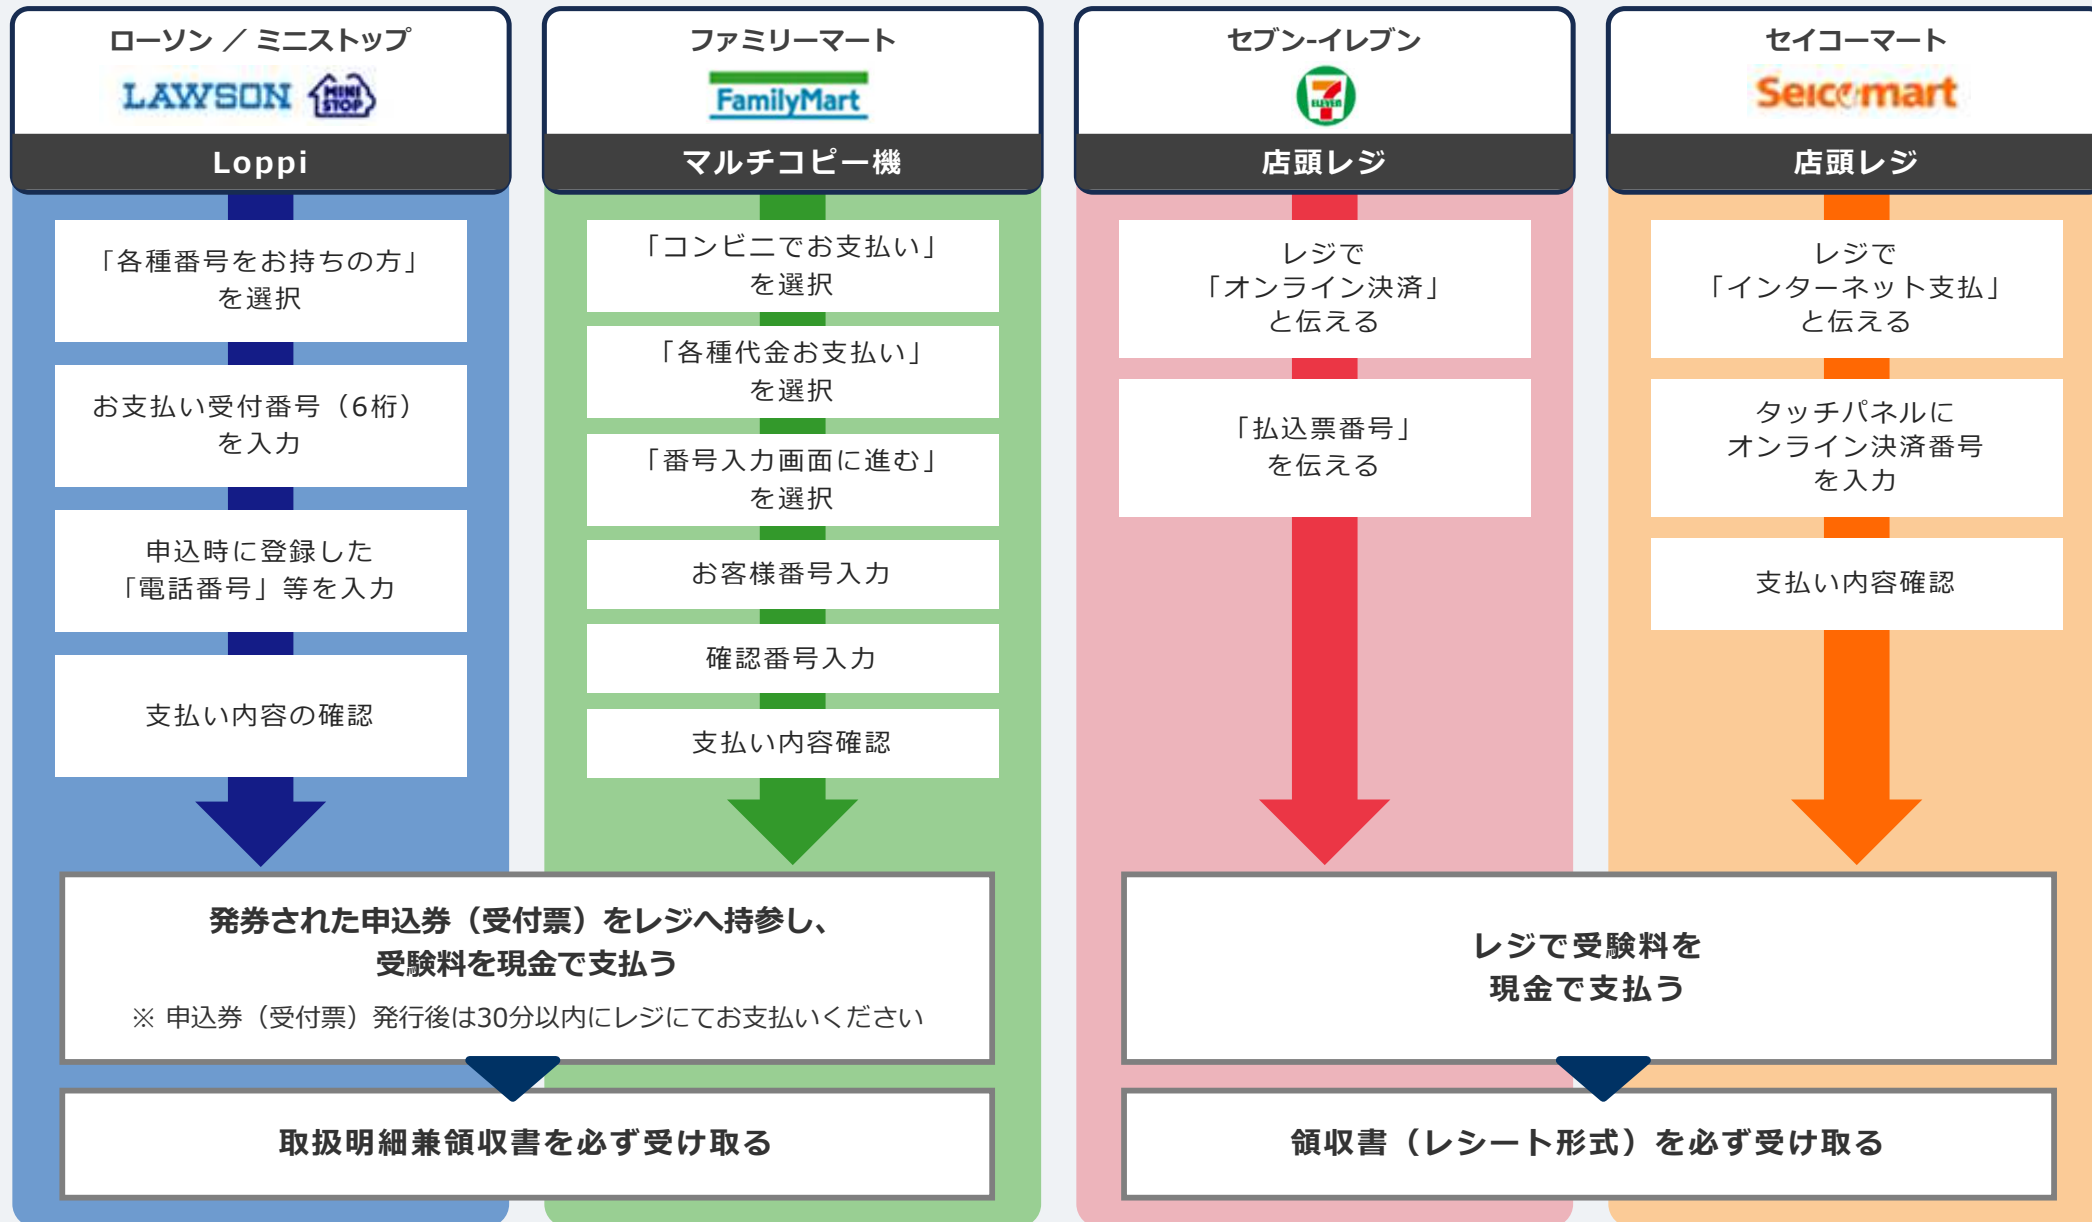 ローソン ／ ミニストップ
LAWSON MINI STOP
Loppi
「各種番号をお持ちの方」
を選択
お支払い受付番号（6桁）
を入力
申込時に登録した
「電話番号」等を入力
支払い内容の確認
ファミリーマート
FamilyMart
マルチコピー機
「コンビニでお支払い」
を選択
「各種代金お支払い」
を選択
「番号入力画面に進む」
を選択
お客様番号入力
確認番号入力
支払い内容確認
発券された申込券（受付票）をレジへ持参し、
受験料を現金で支払う
※ 申込券（受付票）発行後は30分以内にレジにてお支払いください
取扱明細兼領収書を必ず受け取る
セブン-イレブン
7 ELEVEN
店頭レジ
レジで
「オンライン決済」
と伝える
「払込票番号」
を伝える
セイコーマート
Seicomart
店頭レジ
レジで
「インターネット支払」
と伝える
タッチパネルに
オンライン決済番号
を入力
支払い内容確認
レジで受験料を
現金で支払う
領収書（レシート形式）を必ず受け取る